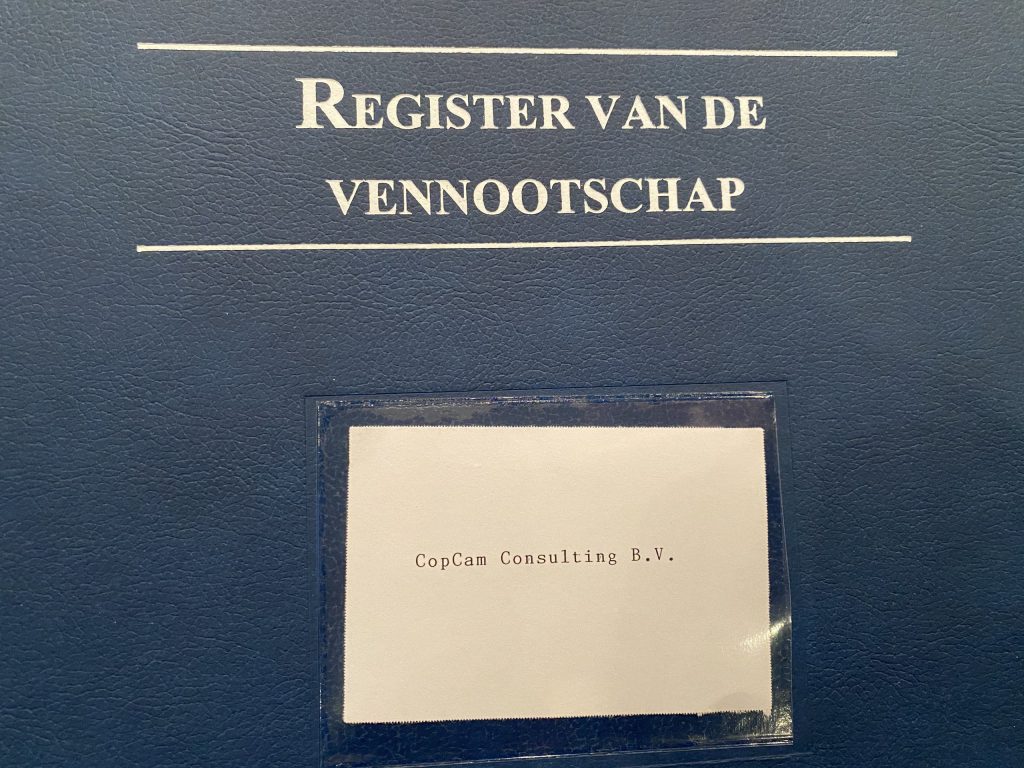 REGISTER VAN DE
VENNOOTSCHAP
CopCam Consulting B.V.